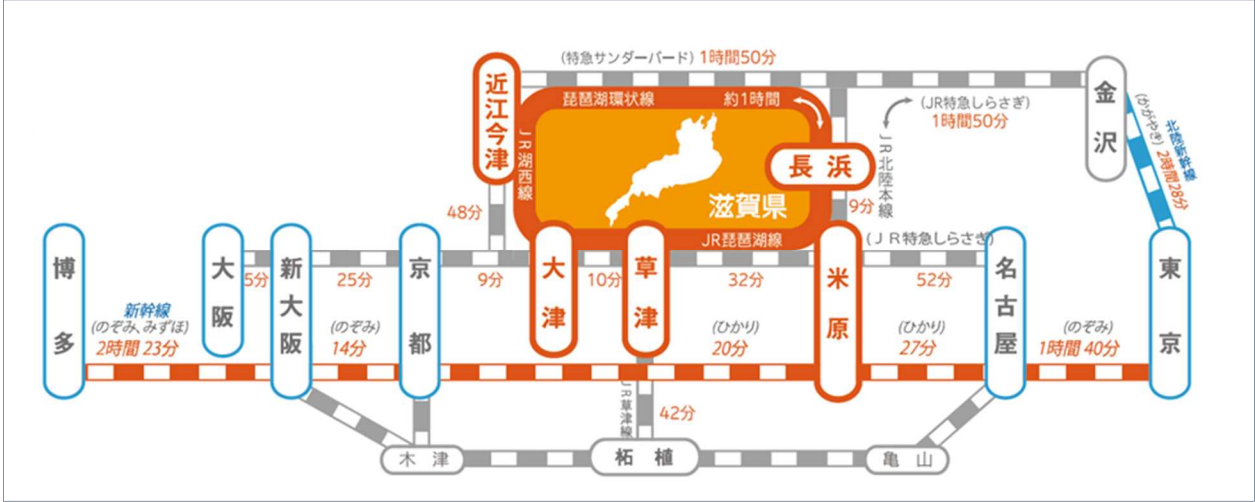 (特急サンダーバード) 1時間50分
近江今津
琵琶湖環状線
約1時間
金沢
(JR特急しらさぎ)
1時間50分
北陸新幹線
(かがやき) 2時間28分
JR湖西線
長浜
JR北陸本線
滋賀県
48分
9分
JR琵琶湖線
(JR特急しらさぎ)
博多
大阪
新大阪
京都
大津
草津
米原
名古屋
東京
5分
25分
9分
10分
32分
52分
新幹線
(のぞみ、みずほ)
2時間 23分
(のぞみ)
14分
(ひかり)
20分
(ひかり)
27分
(のぞみ)
1時間 40分
JR草津線
42分
木津
柘植
亀山